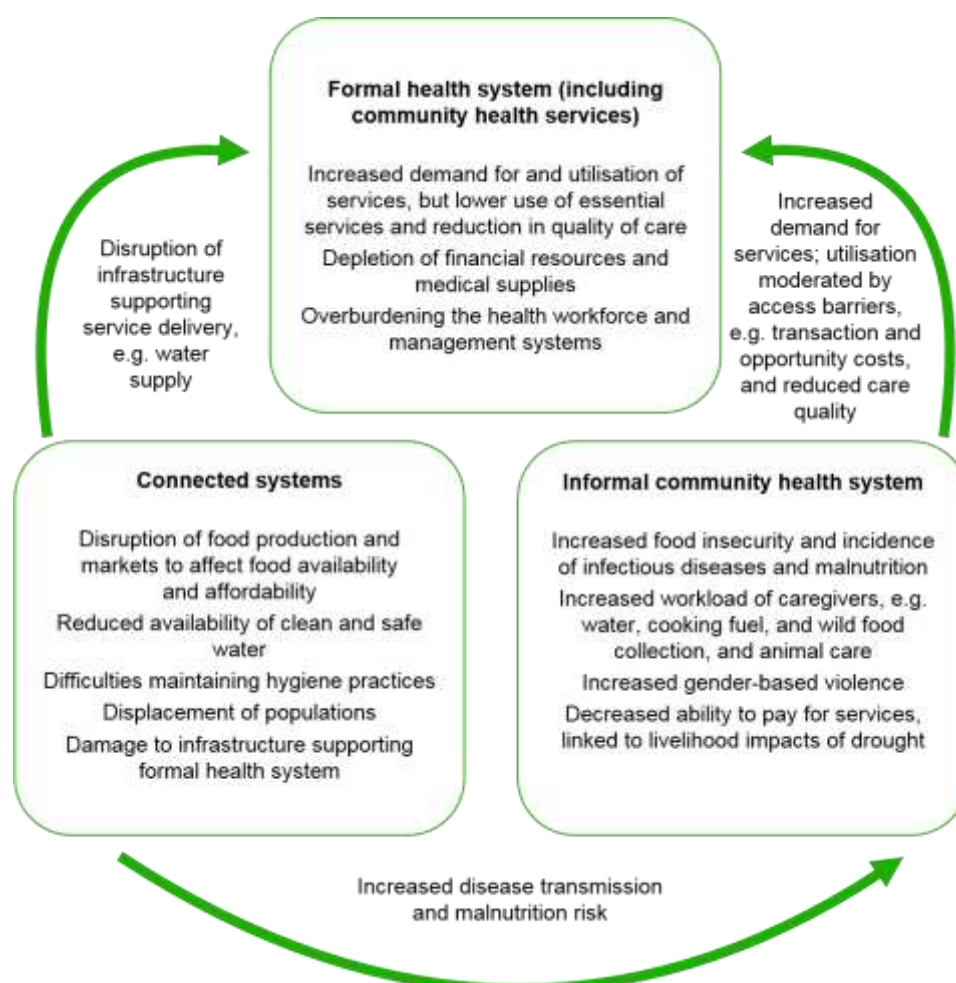 Formal health system (including
community health services)
Increased demand for and utilisation of
services, but lower use of essential
services and reduction in quality of care
Depletion of financial resources and
medical supplies
Overburdening the health workforce and
management systems
Disruption of
infrastructure
supporting
service delivery,
e.g. water
supply
Increased
demand for
services; utilisation
moderated by
access barriers,
e.g. transaction and
opportunity costs,
and reduced care
quality
Connected systems
Disruption of food production and
markets to affect food availability
and affordability
Reduced availability of clean and safe
water
Difficulties maintaining hygiene practices
Displacement of populations
Damage to infrastructure supporting
formal health system
Informal community health system
Increased food insecurity and incidence
of infectious diseases and malnutrition
Increased workload of caregivers, e.g.
water, cooking fuel, and wild food
collection, and animal care
Increased gender-based violence
Decreased ability to pay for services,
linked to livelihood impacts of drought
Increased disease transmission
and malnutrition risk